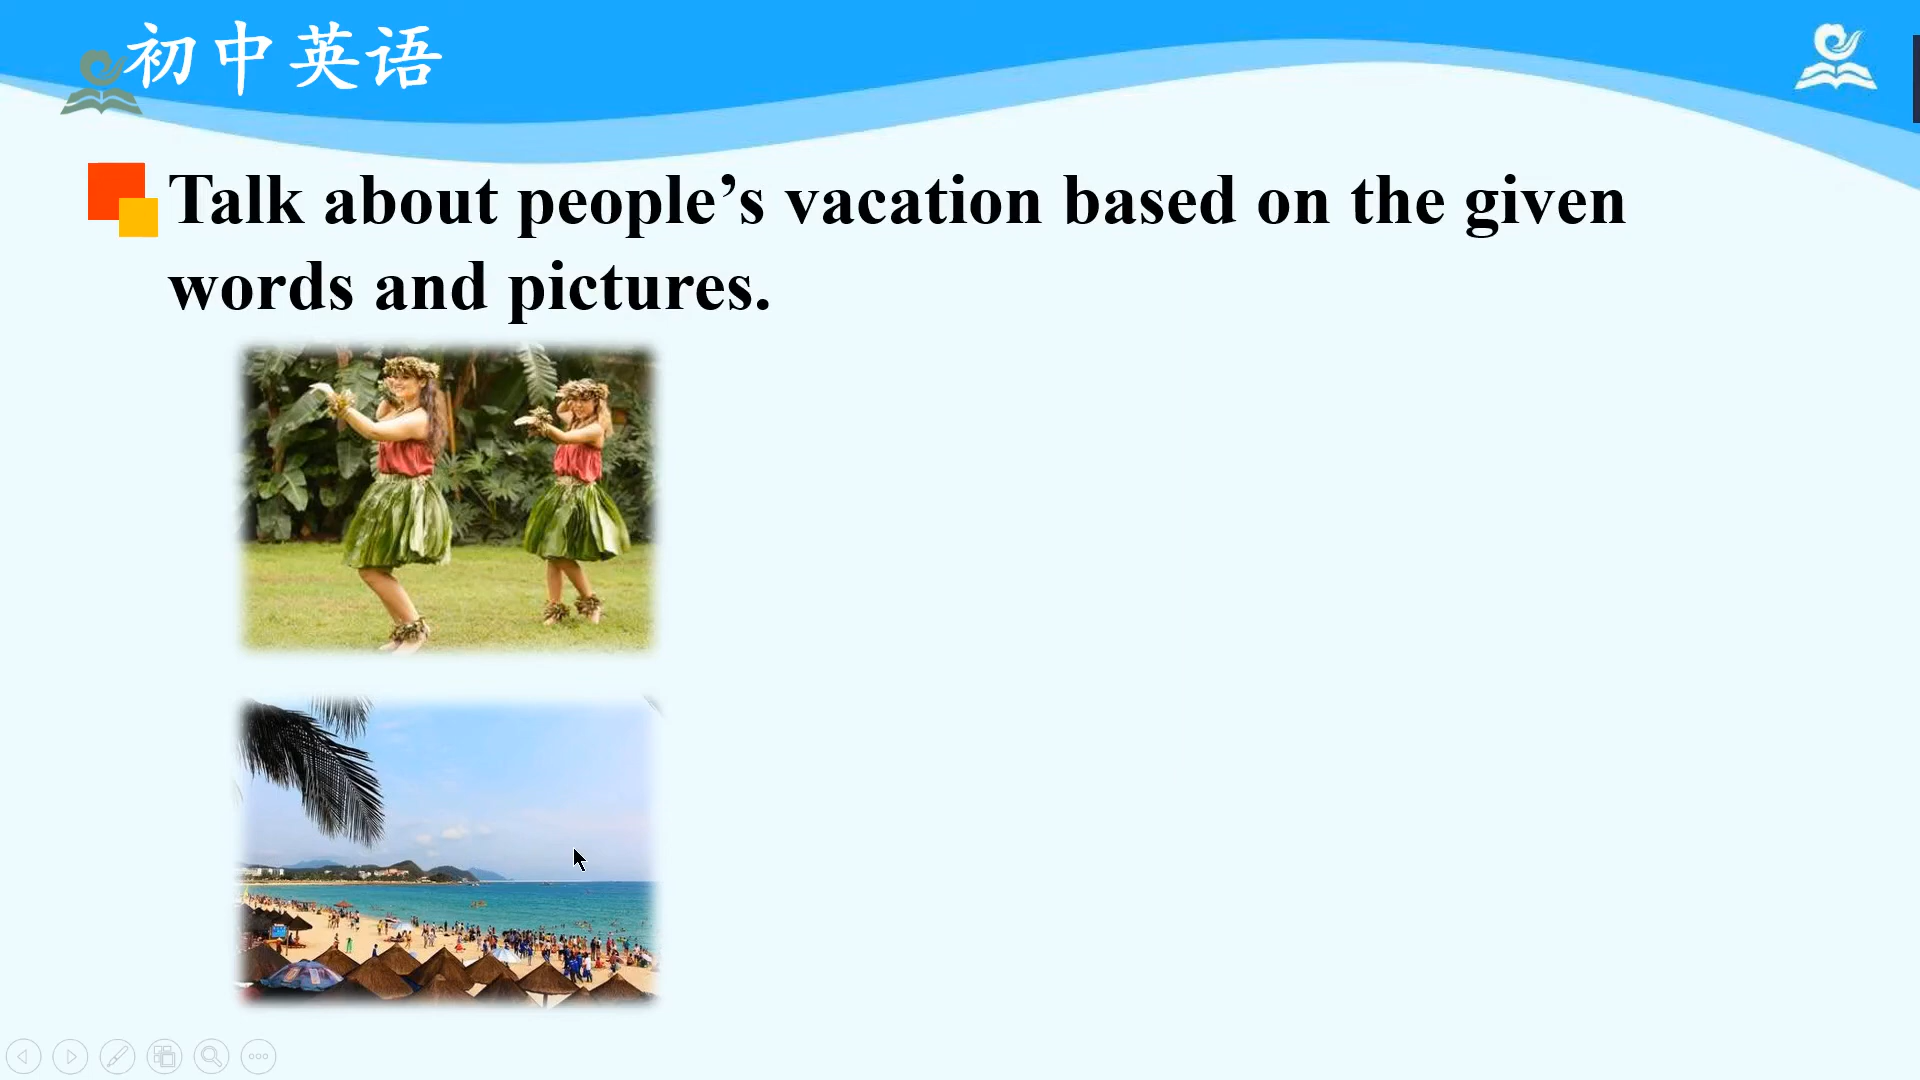 初中英语
Talk about people’s vacation based on the given
words and pictures.